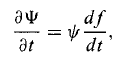 ∂Ψ/∂t = ψ df/dt,